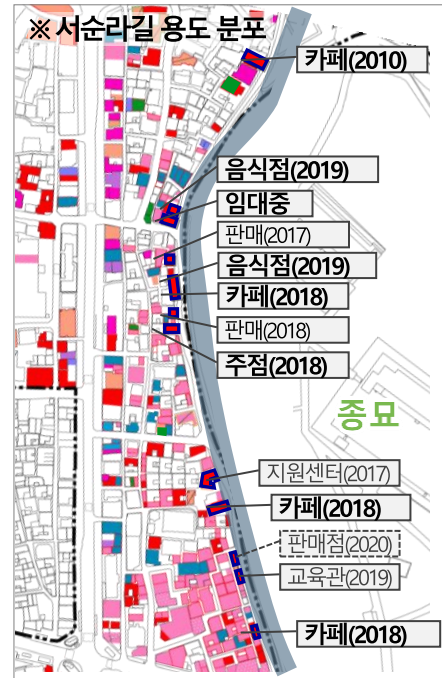 ※ 서순라길 용도 분포
카페(2010)
음식점(2019)
임대중
판매(2017)
음식점(2019)
카페(2018)
판매(2018)
주점(2018)
종묘
지원센터(2017)
카페(2018)
판매점(2020)
교육관(2019)
카페(2018)